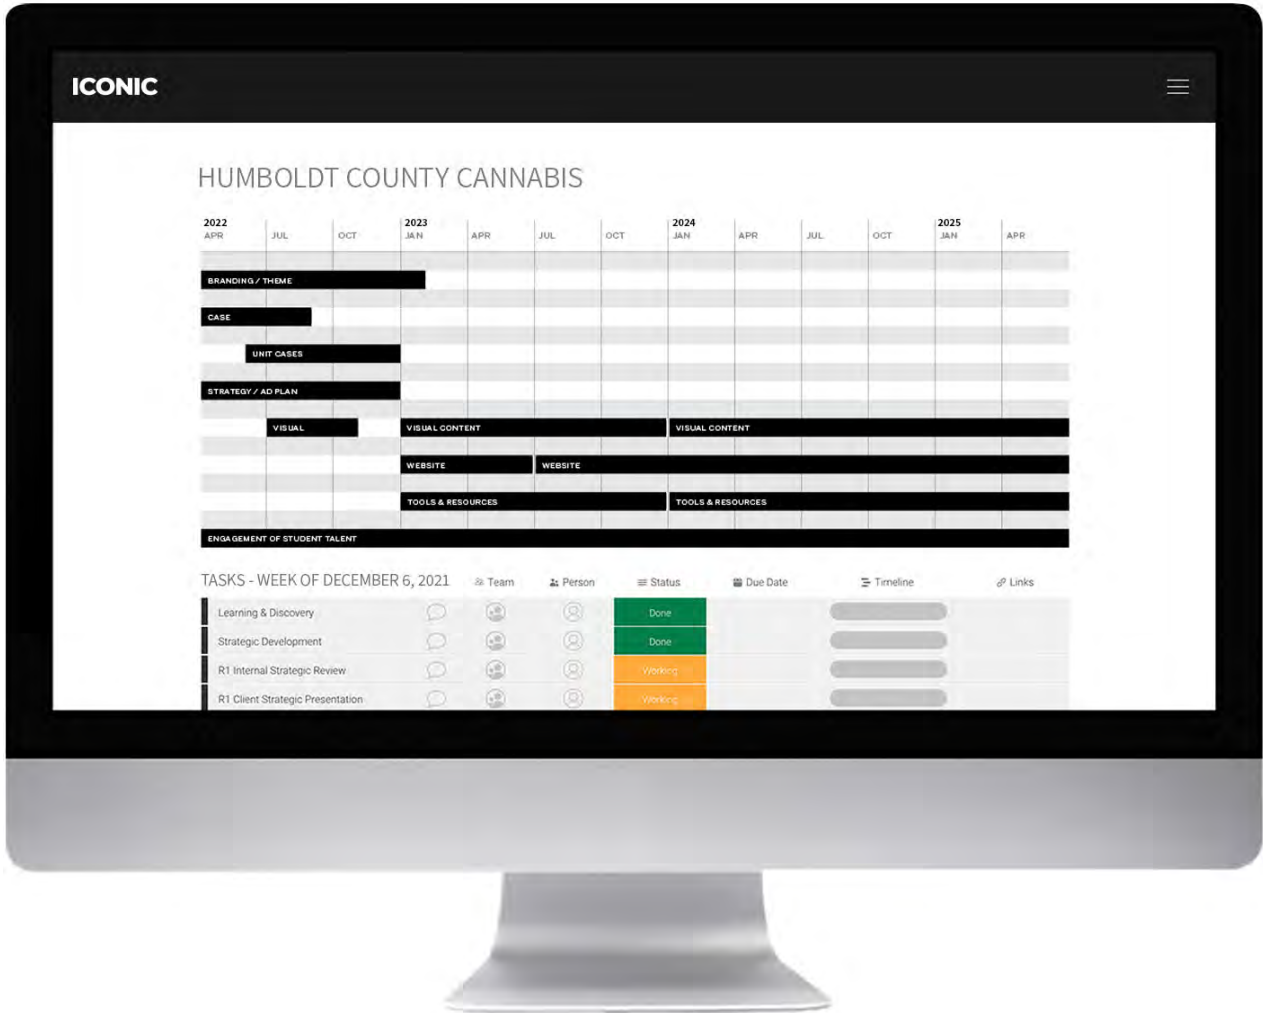 ICONIC
HUMBOLDT COUNTY CANNABIS
2022 2023 2024 2025
APR JUL OCT JAN APR JUL OCT JAN APR JUL OCT JAN APR
BRANDING / THEME
CASE
UNIT CASES
STRATEGY / AD PLAN
VISUAL VISUAL CONTENT VISUAL CONTENT
WEBSITE WEBSITE
TOOLS & RESOURCES TOOLS & RESOURCES
ENGAGEMENT OF STUDENT TALENT
TASKS - WEEK OF DECEMBER 6, 2021 Team Person Status Due Date Timeline Links
Learning & Discovery Done
Strategic Development Done
R1 Internal Strategic Review Working
R1 Client Strategic Presentation Working